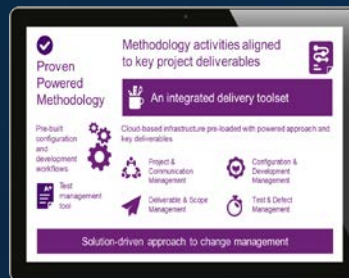 Proven
Powered
Methodology
Methodology activities aligned
to key project deliverables
An integrated delivery toolset
Pre-built
configuration
and
development
workflows
Test
management
tool
Cloud-based infrastructure pre-loaded with powered approach and
key deliverables
Project &
Communication
Management
Configuration &
Development
Management
Deliverable & Scope
Management
Test & Defect
Management
Solution-driven approach to change management